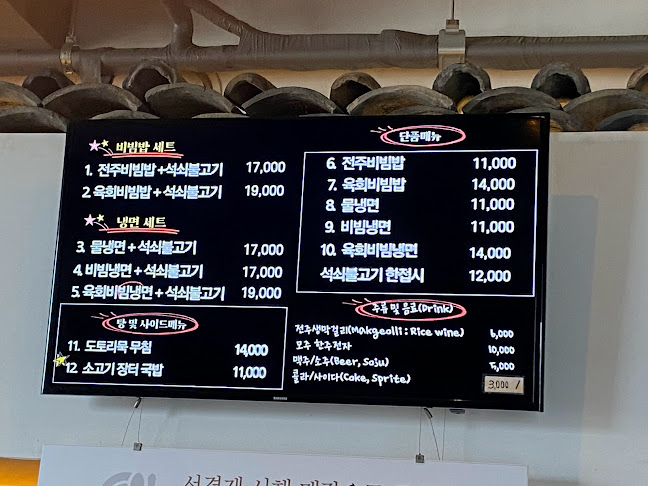 비빔밥 세트
1. 전주비빔밥+석쇠불고기 17,000
2. 육회비빔밥+석쇠불고기 19,000
냉면 세트
3. 물냉면 + 석쇠불고기 17,000
4. 비빔냉면 + 석쇠불고기 17,000
5. 육회비빔냉면 + 석쇠불고기 19,000
탕 및 사이드메뉴
11. 도토리묵 무침 14,000
12. 소고기 장터 국밥 11,000
단품메뉴
6. 전주비빔밥 11,000
7. 육회비빔밥 14,000
8. 물냉면 11,000
9. 비빔냉면 11,000
10. 육회비빔냉면 14,000
석쇠불고기 한접시 12,000
주류 및 음료(Drink)
전주생막걸리(Makgeolli : Rice wine) 6,000
모주 한주전자 10,000
맥주/소주(Beer, Soju) 5,000
콜라/사이다(Coke, Sprite) 3,000
SAMSUNG